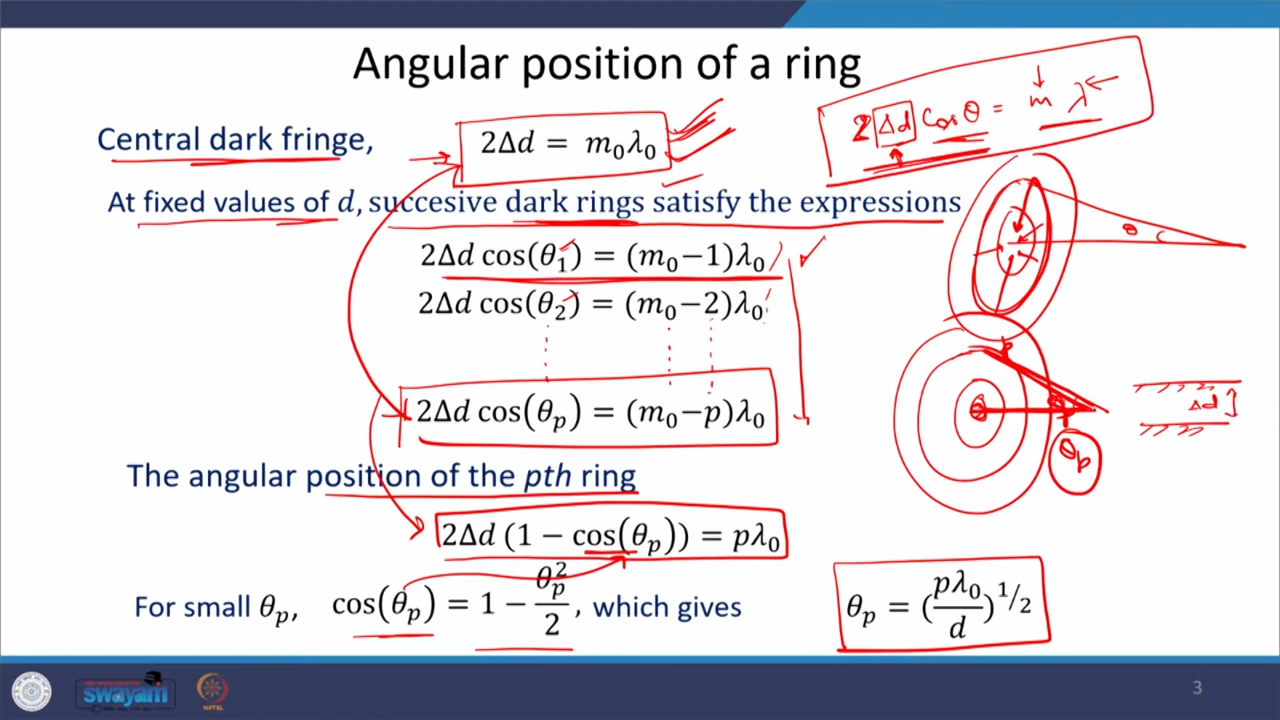 Angular position of a ring
2Δd cosθ = m λ
Central dark fringe, 2Δd = m₀λ₀
At fixed values of d, succesive dark rings satisfy the expressions
2Δd cos(θ₁) = (m₀−1)λ₀
θ
2Δd cos(θ₂) = (m₀−2)λ₀
2Δd cos(θₚ) = (m₀−p)λ₀
Δd
θₚ
The angular position of the pth ring
2Δd (1 − cos(θₚ)) = pλ₀
For small θₚ, cos(θₚ) = 1 − θₚ²/2, which gives θₚ = (pλ₀/d)^1/2
swayam
NPTEL
3